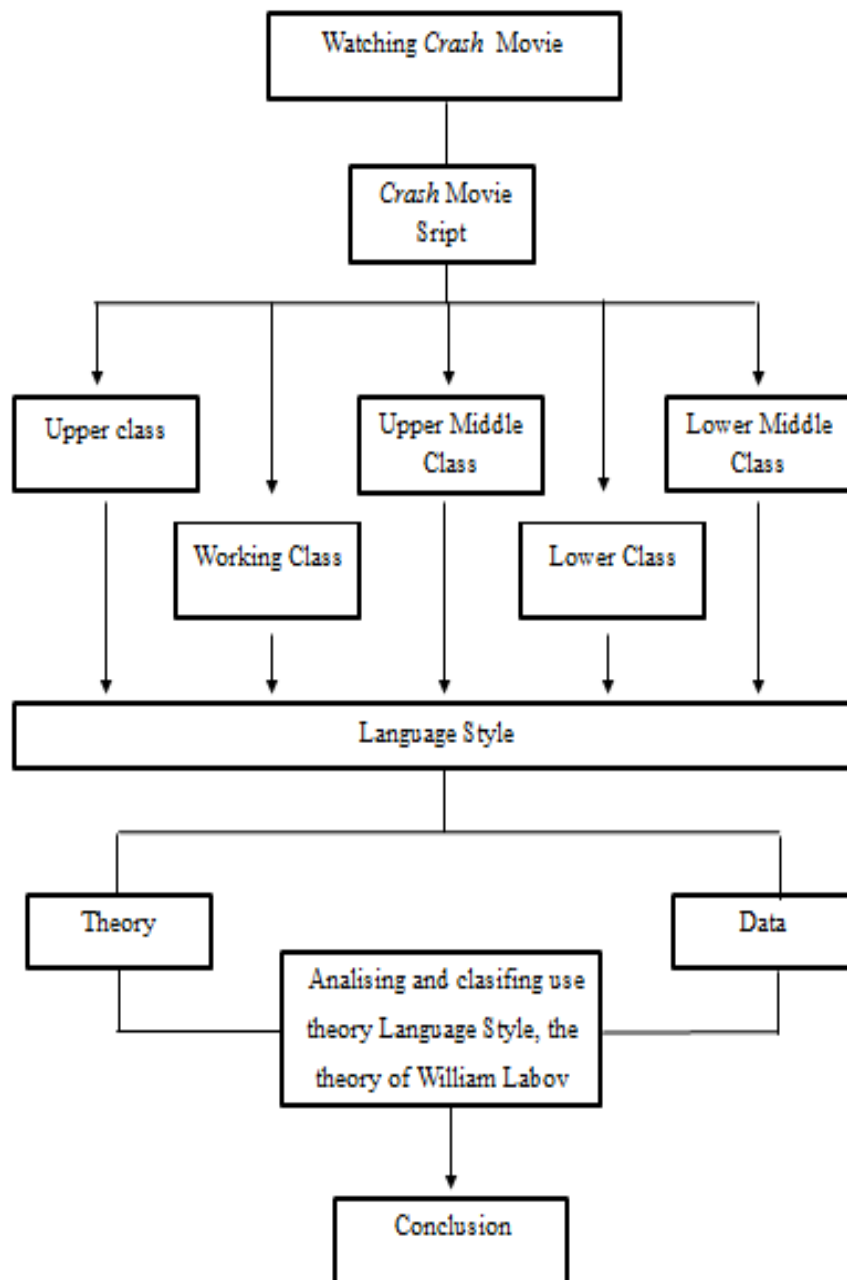 Watching Crash Movie
Crash Movie
Sript
Upper class
Upper Middle
Class
Lower Middle
Class
Working Class
Lower Class
Language Style
Theory
Data
Analising and clasifing use
theory Language Style, the
theory of William Labov
Conclusion